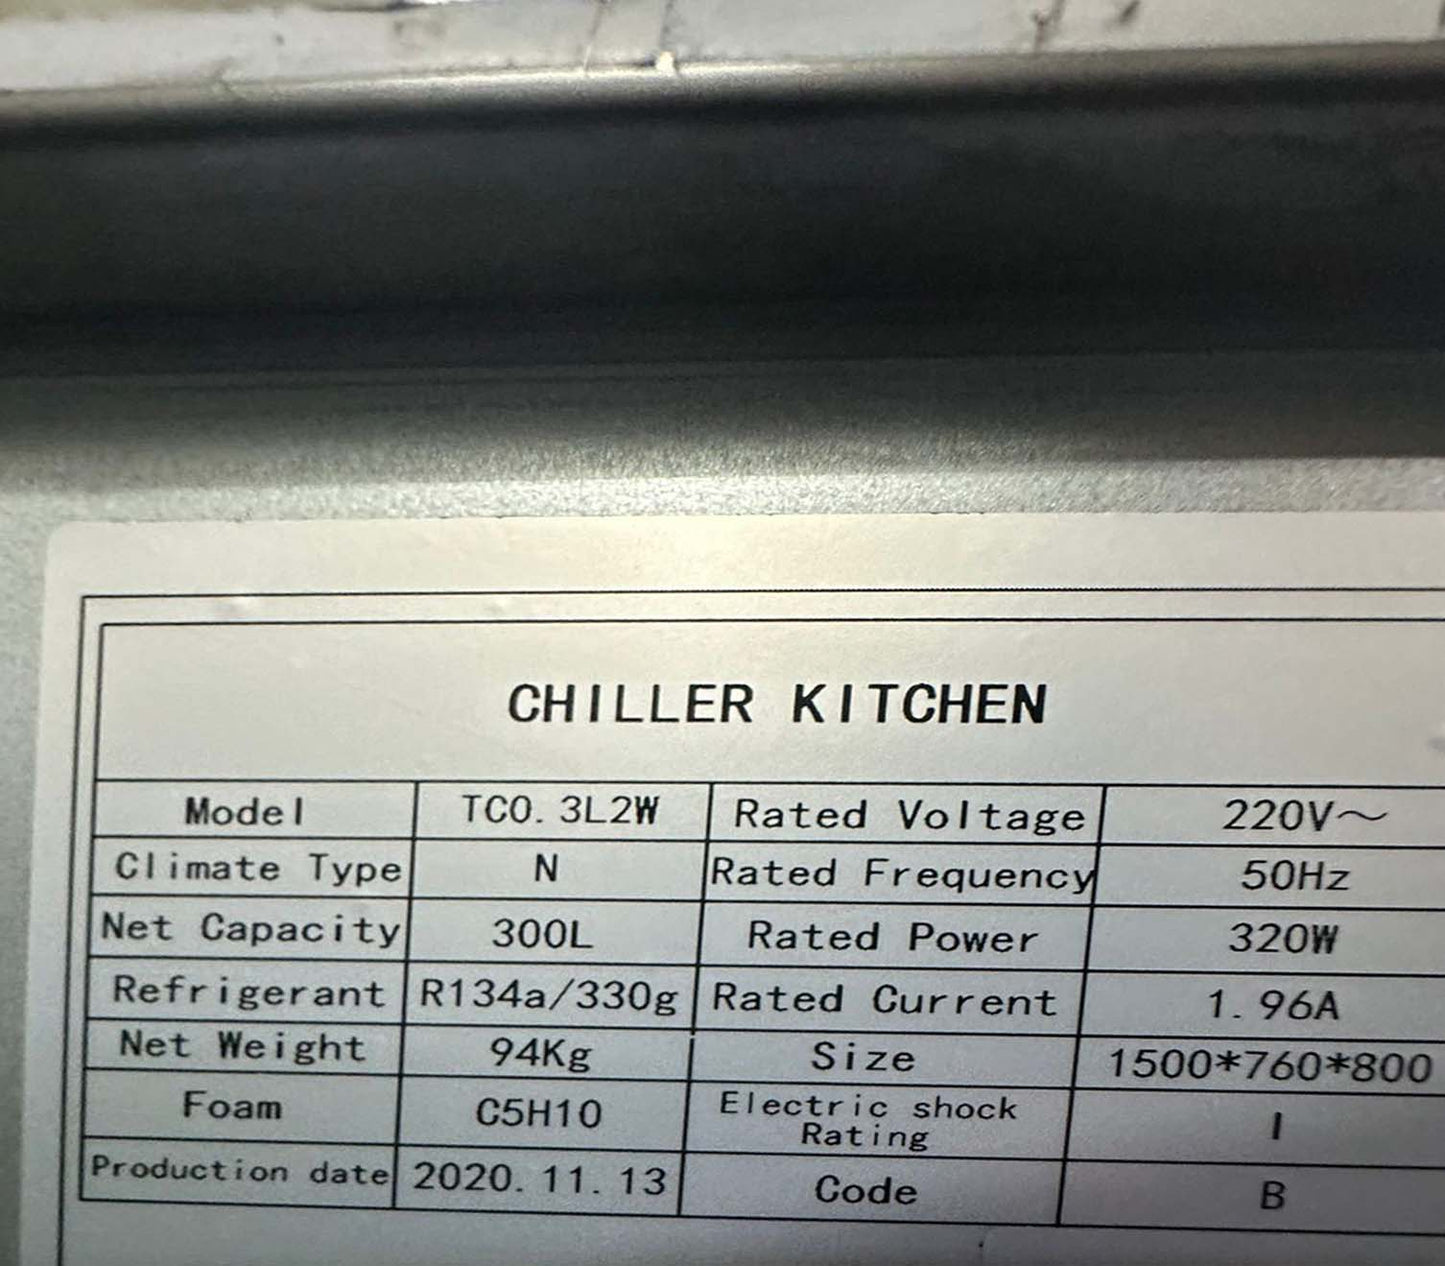 CHILLER KITCHEN
Model TC0.3L2W Rated Voltage 220V～
Climate Type N Rated Frequency 50Hz
Net Capacity 300L Rated Power 320W
Refrigerant R134a/330g Rated Current 1.96A
Net Weight 94Kg Size 1500*760*800
Foam C5H10 Electric shock Rating I
Production date 2020.11.13 Code B